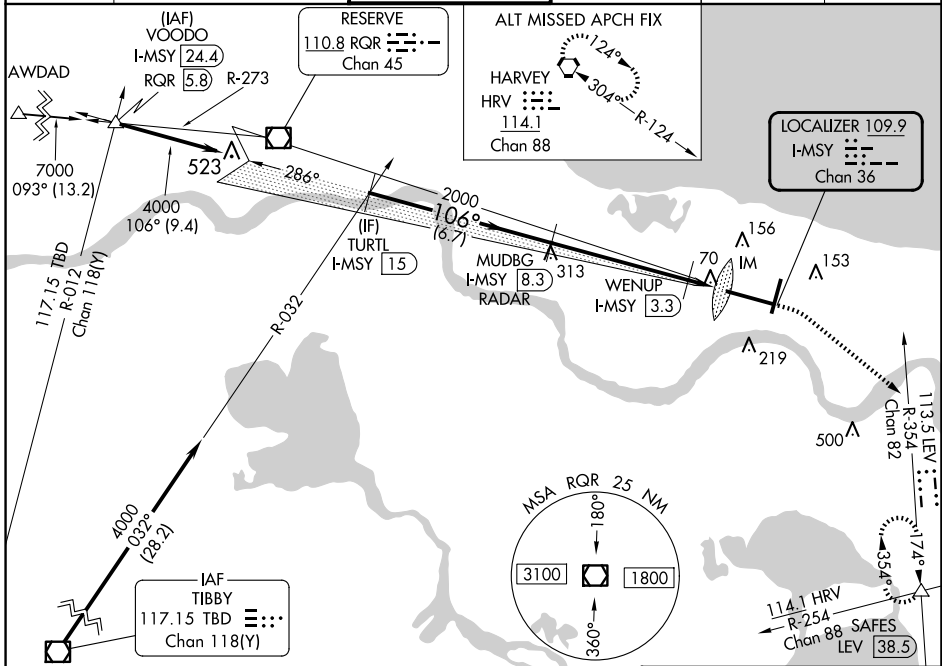 (IAF)
VOODO
I-MSY 24.4
RQR 5.8
R-273
AWDAD
7000
093° (13.2)
4000
106° (9.4)
RESERVE
110.8 RQR
Chan 45
523
286°
ALT MISSED APCH FIX
HARVEY
HRV
114.1
Chan 88
124°
304°
R-124
LOCALIZER 109.9
I-MSY
Chan 36
2000
106°
(6.7)
(IF)
TURTL
I-MSY 15
MUDBG
I-MSY 8.3
RADAR
313
WENUP
I-MSY 3.3
70
IM
156
153
219
500
117.15 TBD
R-012
Chan 118(Y)
R-032
4000
032°
(28.2)
IAF
TIBBY
117.15 TBD
Chan 118(Y)
MSA RQR 25 NM
180°
3100
1800
360°
113.5 LEV
R-354
Chan 82
174°
354°
114.1 HRV
R-254
Chan 88
SAFES
LEV 38.5